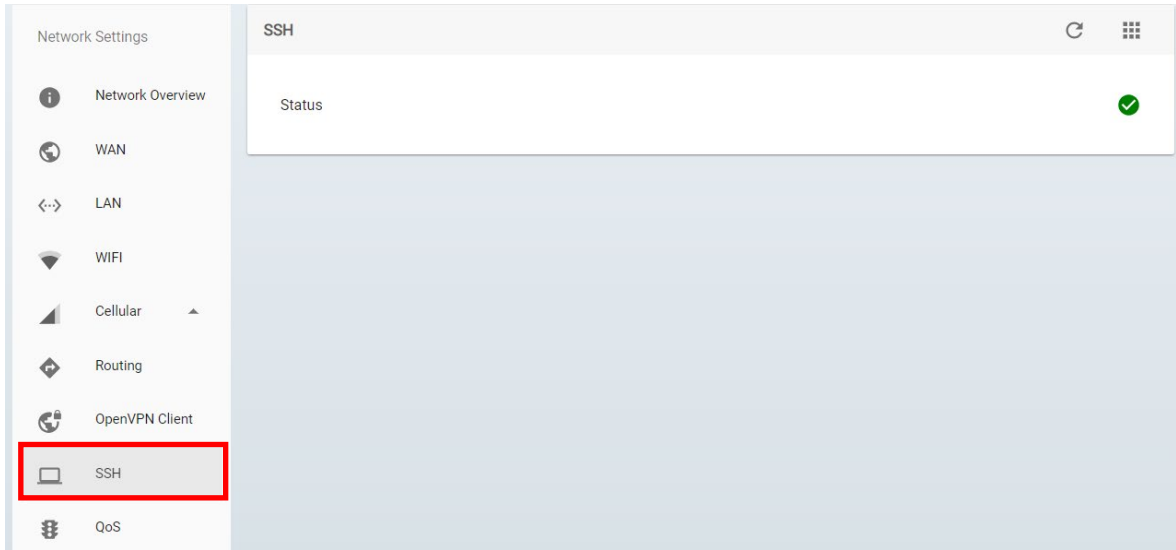 Network Settings
Network Overview
WAN
LAN
WIFI
Cellular
Routing
OpenVPN Client
SSH
QoS
SSH
Status